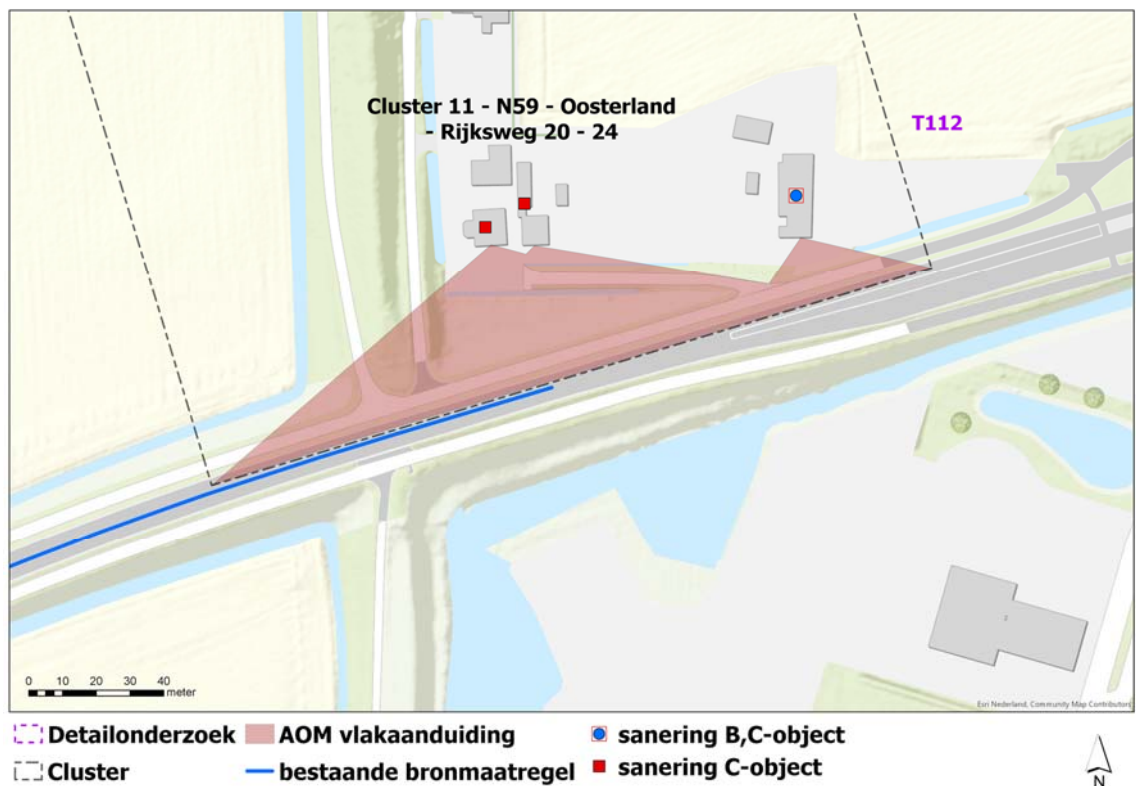 Cluster 11 - N59 - Oosterland
- Rijksweg 20 - 24
T112
0 10 20 30 40
meter
Esri Nederland, Community Map Contributors
Detailonderzoek
AOM vlakaanduiding
sanering B,C-object
Cluster
bestaande bronmaatregel
sanering C-object
N